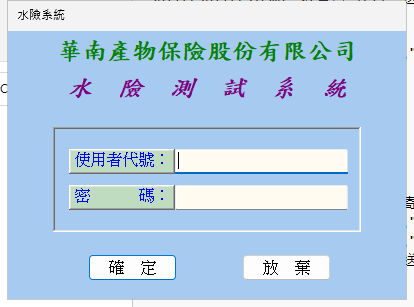 水險系統
華南產物保險股份有限公司
水 險 測 試 系 統
使用者代號：
密 碼：
確 定 放 棄